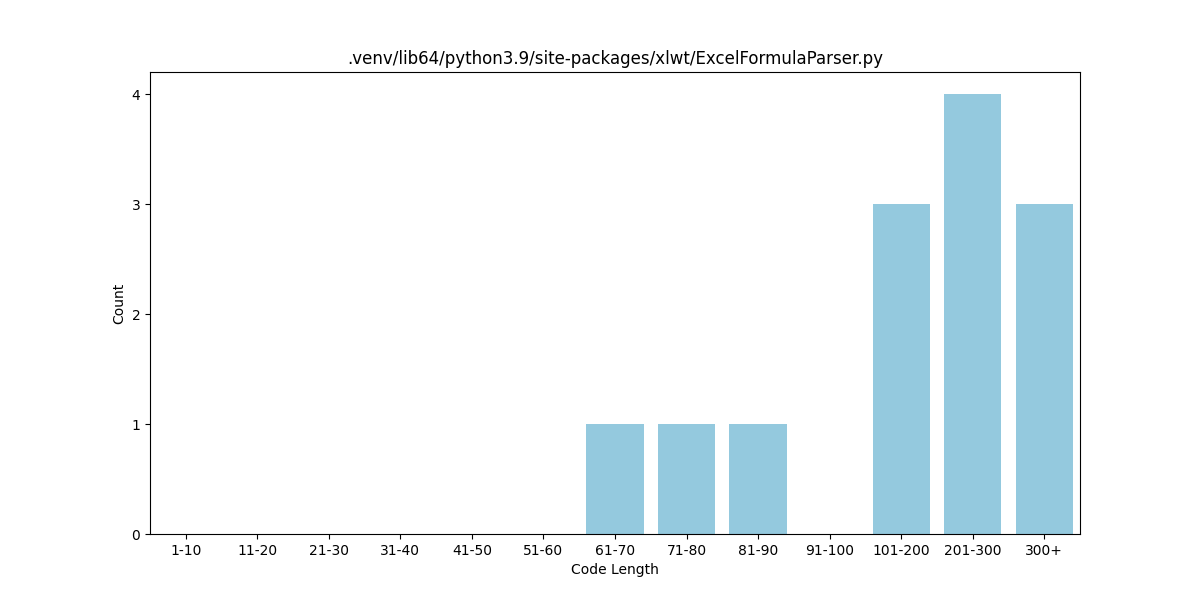 .venv/lib64/python3.9/site-packages/xlwt/ExcelFormulaParser.py
4
3
2
1
0
Count
1-10 11-20 21-30 31-40 41-50 51-60 61-70 71-80 81-90 91-100 101-200 201-300 300+
Code Length